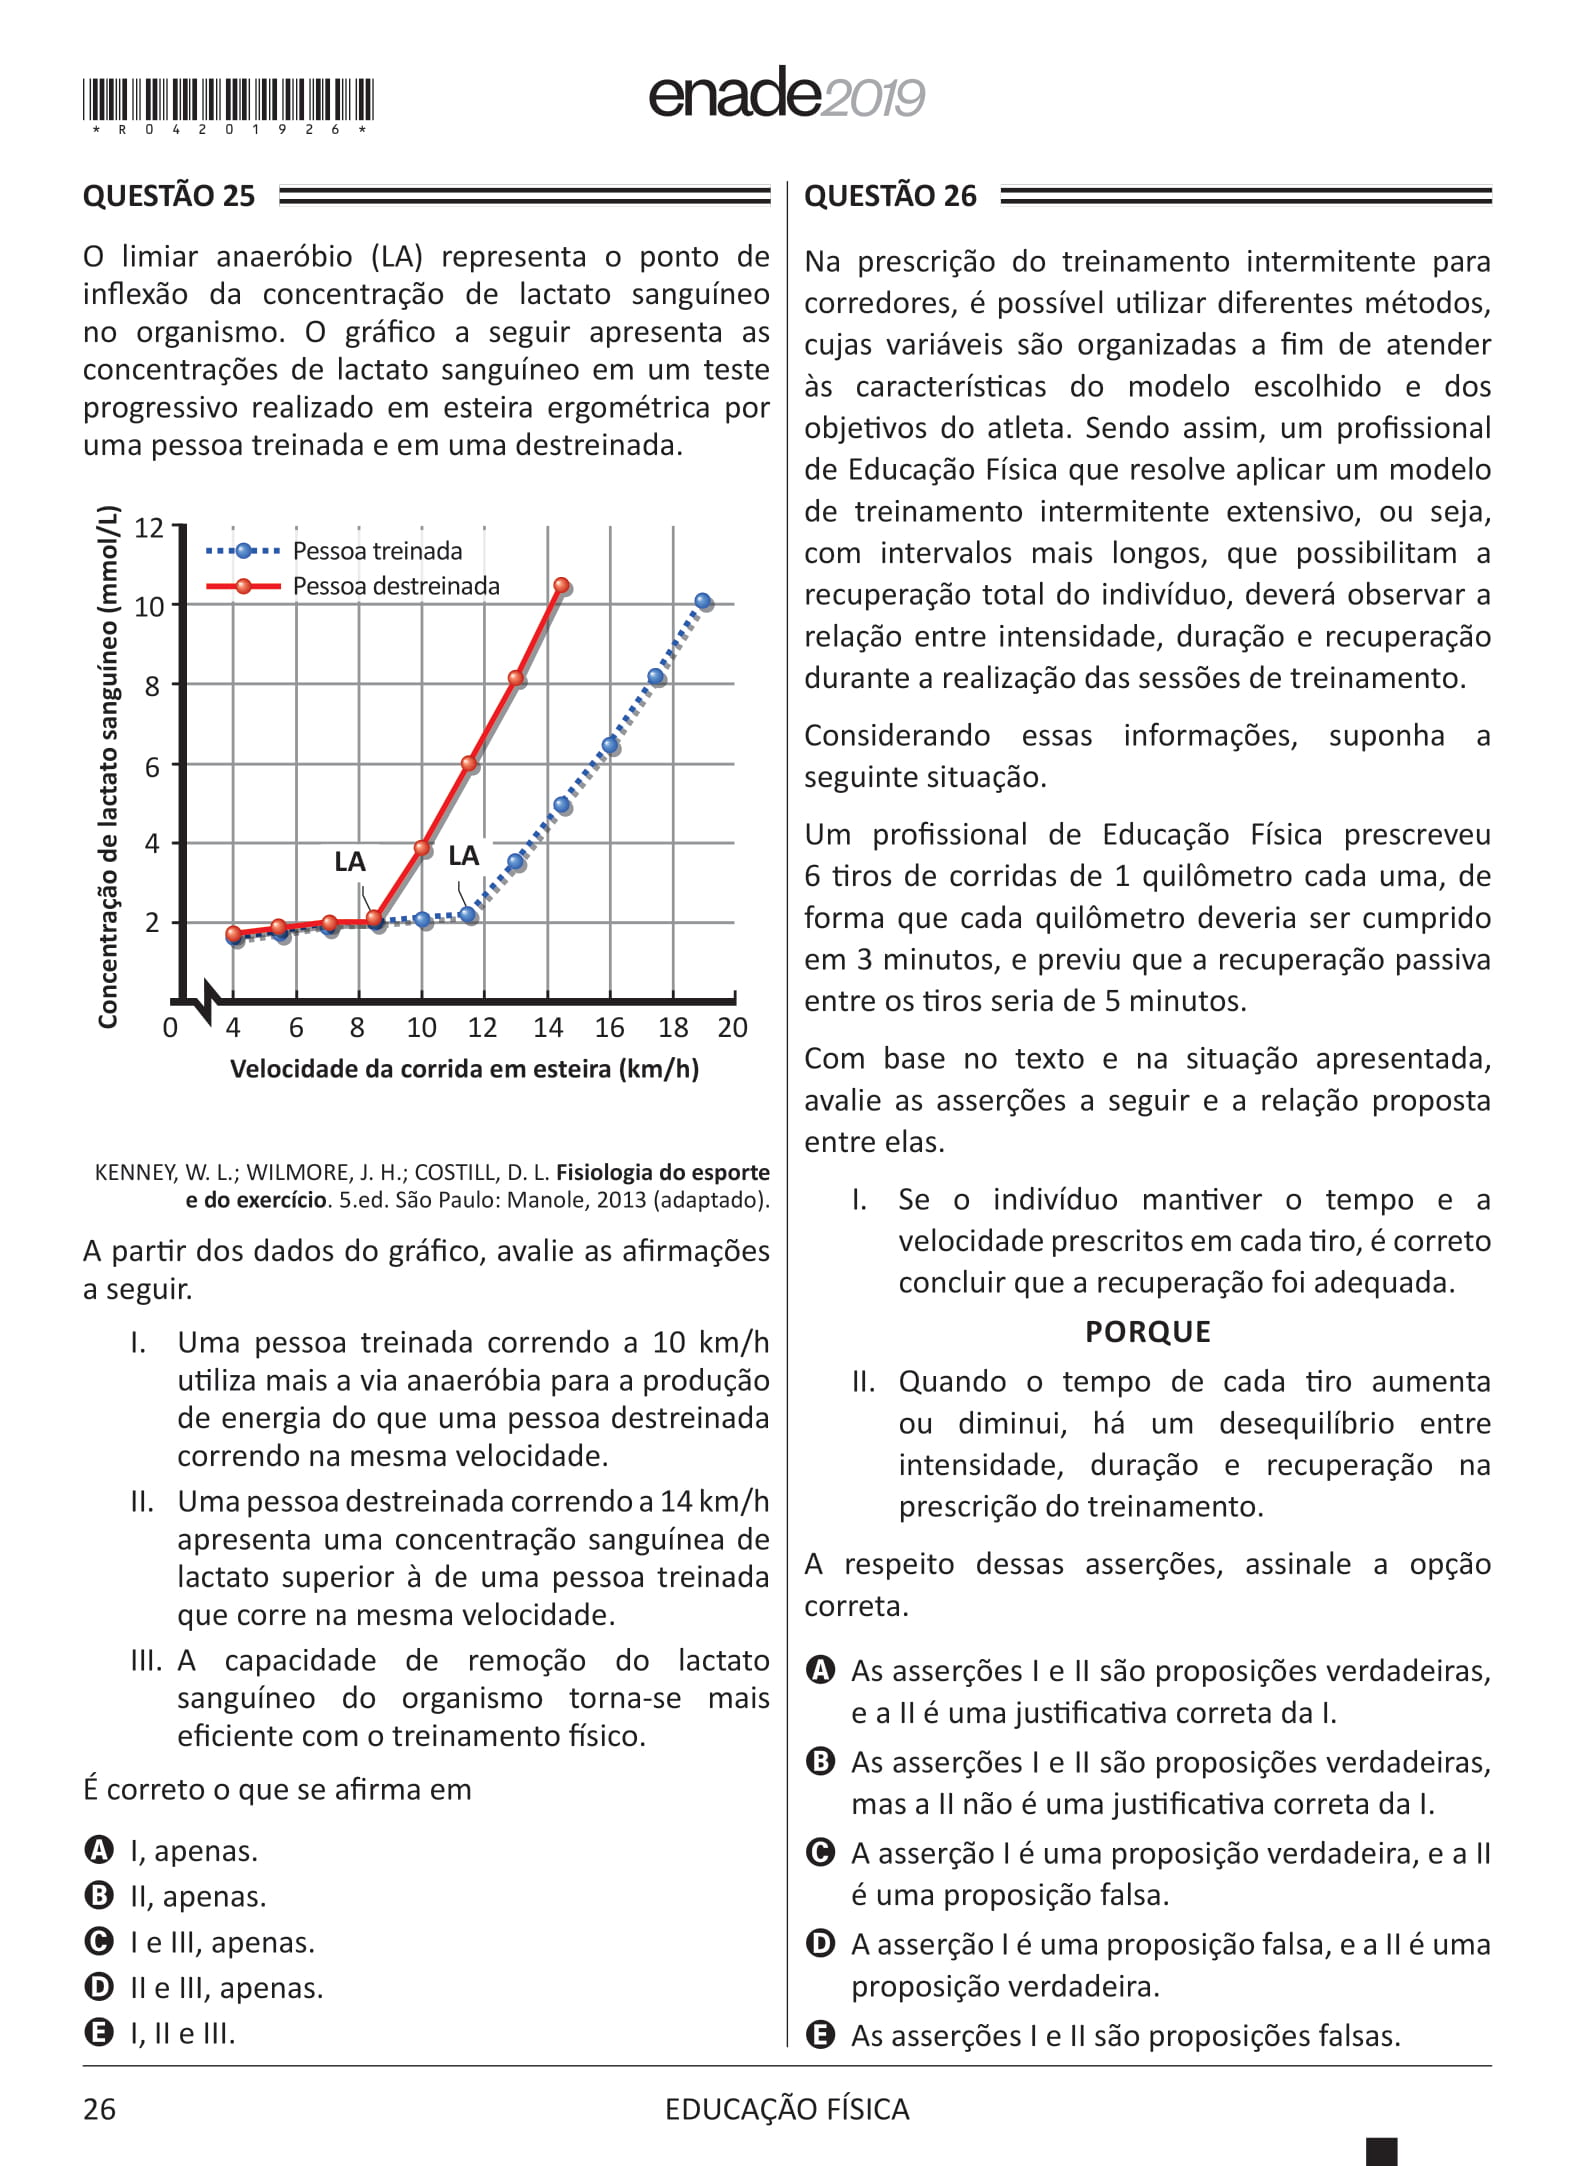 *R04201926*
enade2019
QUESTÃO 25
O limiar anaeróbio (LA) representa o ponto de
inflexão da concentração de lactato sanguíneo
no organismo. O gráfico a seguir apresenta as
concentrações de lactato sanguíneo em um teste
progressivo realizado em esteira ergométrica por
uma pessoa treinada e em uma destreinada.
Concentração de lactato sanguíneo (mmol/L)
12
10
8
6
4
2
Pessoa treinada
Pessoa destreinada
LA
LA
0 4 6 8 10 12 14 16 18 20
Velocidade da corrida em esteira (km/h)
KENNEY, W. L.; WILMORE, J. H.; COSTILL, D. L. Fisiologia do esporte
e do exercício. 5.ed. São Paulo: Manole, 2013 (adaptado).
A partir dos dados do gráfico, avalie as afirmações
a seguir.
I. Uma pessoa treinada correndo a 10 km/h
utiliza mais a via anaeróbia para a produção
de energia do que uma pessoa destreinada
correndo na mesma velocidade.
II. Uma pessoa destreinada correndo a 14 km/h
apresenta uma concentração sanguínea de
lactato superior à de uma pessoa treinada
que corre na mesma velocidade.
III. A capacidade de remoção do lactato
sanguíneo do organismo torna-se mais
eficiente com o treinamento físico.
É correto o que se afirma em
A I, apenas.
B II, apenas.
C I e III, apenas.
D II e III, apenas.
E I, II e III.
QUESTÃO 26
Na prescrição do treinamento intermitente para
corredores, é possível utilizar diferentes métodos,
cujas variáveis são organizadas a fim de atender
às características do modelo escolhido e dos
objetivos do atleta. Sendo assim, um profissional
de Educação Física que resolve aplicar um modelo
de treinamento intermitente extensivo, ou seja,
com intervalos mais longos, que possibilitam a
recuperação total do indivíduo, deverá observar a
relação entre intensidade, duração e recuperação
durante a realização das sessões de treinamento.
Considerando essas informações, suponha a
seguinte situação.
Um profissional de Educação Física prescreveu
6 tiros de corridas de 1 quilômetro cada uma, de
forma que cada quilômetro deveria ser cumprido
em 3 minutos, e previu que a recuperação passiva
entre os tiros seria de 5 minutos.
Com base no texto e na situação apresentada,
avalie as asserções a seguir e a relação proposta
entre elas.
I. Se o indivíduo mantiver o tempo e a
velocidade prescritos em cada tiro, é correto
concluir que a recuperação foi adequada.
PORQUE
II. Quando o tempo de cada tiro aumenta
ou diminui, há um desequilíbrio entre
intensidade, duração e recuperação na
prescrição do treinamento.
A respeito dessas asserções, assinale a opção
correta.
A As asserções I e II são proposições verdadeiras,
e a II é uma justificativa correta da I.
B As asserções I e II são proposições verdadeiras,
mas a II não é uma justificativa correta da I.
C A asserção I é uma proposição verdadeira, e a II
é uma proposição falsa.
D A asserção I é uma proposição falsa, e a II é uma
proposição verdadeira.
E As asserções I e II são proposições falsas.
26
EDUCAÇÃO FÍSICA